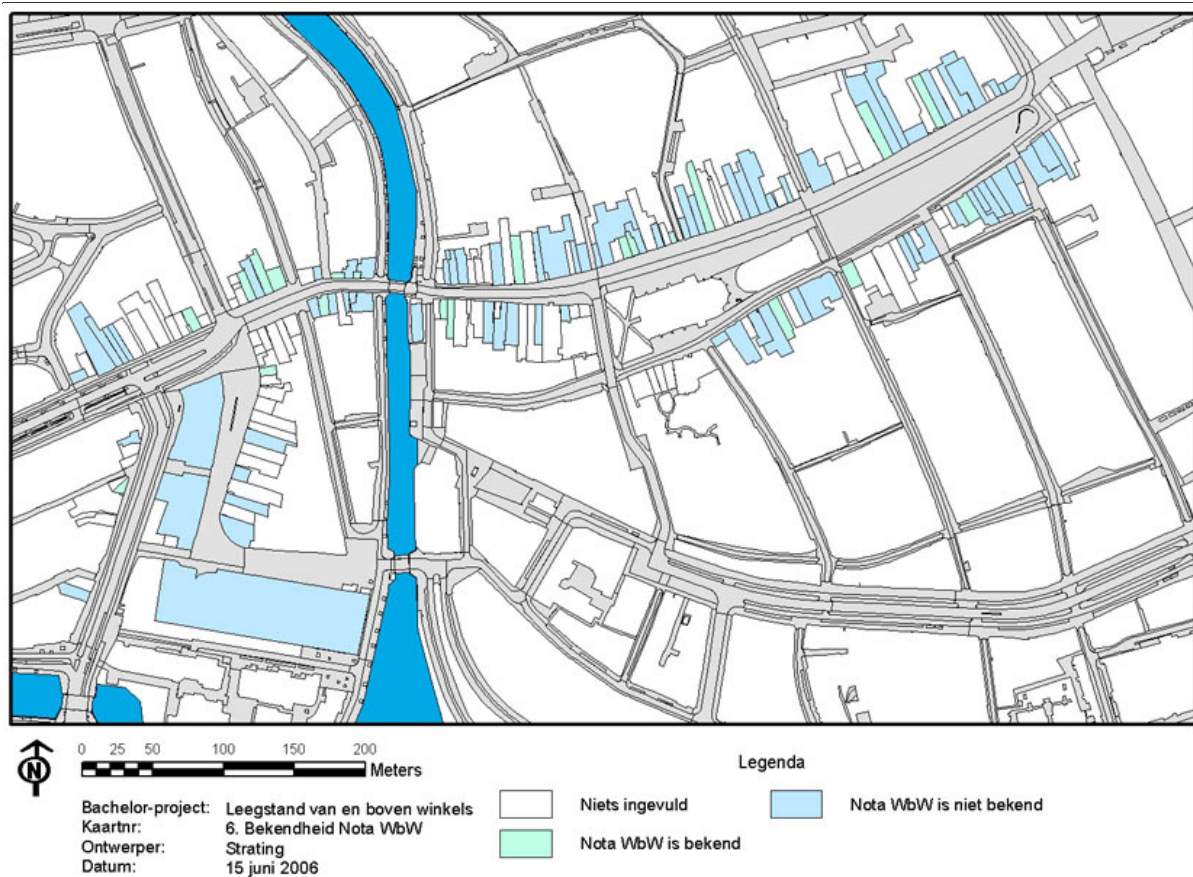 0 25 50 100 150 200
Meters
N
Bachelor-project: Leegstand van en boven winkels
Kaartnr: 6. Bekendheid Nota WbW
Ontwerper: Strating
Datum: 15 juni 2006
Legenda
Niets ingevuld
Nota WbW is niet bekend
Nota WbW is bekend